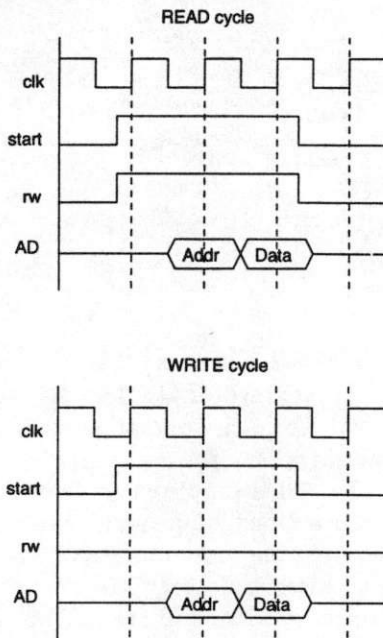 READ cycle
clk
start
rw
AD
Addr
Data
WRITE cycle
clk
start
rw
AD
Addr
Data